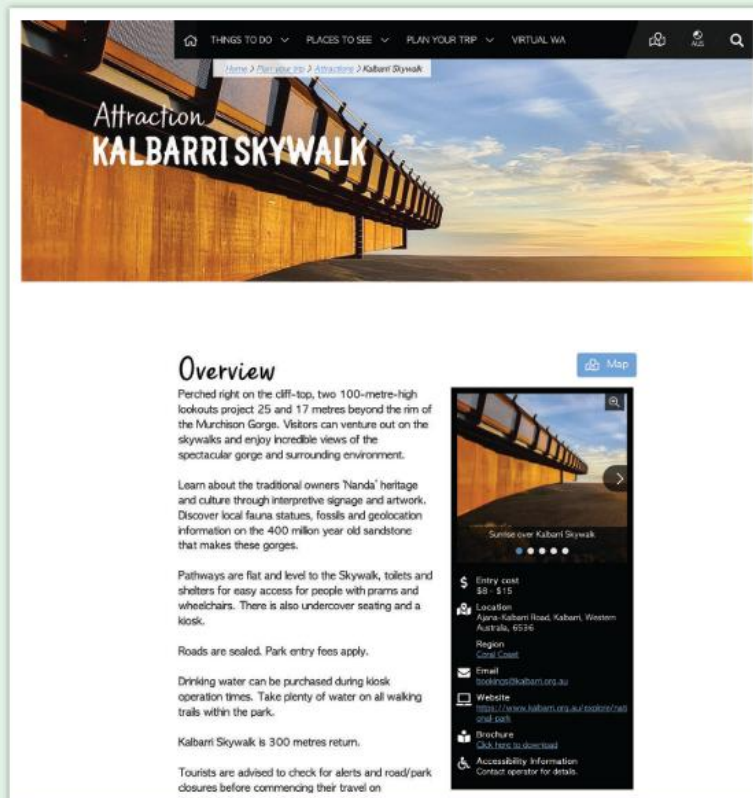 THINGS TO DO
PLACES TO SEE
PLAN YOUR TRIP
VIRTUAL WA
AUS
Home > Plan your trip > Attractions > Kalbarri Skywalk
Attraction
KALBARRI SKYWALK
Overview
Map
Perched right on the cliff-top, two 100-metre-high
lookouts project 25 and 17 metres beyond the rim of
the Murchison Gorge. Visitors can venture out on the
skywalks and enjoy incredible views of the
spectacular gorge and surrounding environment.
Learn about the traditional owners 'Nanda' heritage
and culture through interpretive signage and artwork.
Discover local fauna statues, fossils and geolocation
information on the 400 million year old sandstone
that makes these gorges.
Pathways are flat and level to the Skywalk, toilets and
shelters for easy access for people with prams and
wheelchairs. There is also undercover seating and a
kiosk.
Roads are sealed. Park entry fees apply.
Drinking water can be purchased during kiosk
operation times. Take plenty of water on all walking
trails within the park.
Kalbarri Skywalk is 300 metres return.
Tourists are advised to check for alerts and road/park
closures before commencing their travel on
Sunrise over Kalbarri Skywalk
$ Entry cost
$8 - $15
Location
Ajana-Kalbarri Road, Kalbarri, Western
Australia, 6536
Region
Coral Coast
Email
bookings@kalbarri.org.au
Website
https://www.kalbarri.org.au/explore/nati
onal-park
Brochure
Click here to download
Accessibility Information
Contact operator for details.